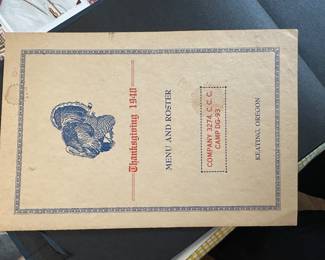 Thanksgiving 1940
MENU AND ROSTER
COMPANY 3274, C.C.C.
CAMP DG-93
KEATING, OREGON